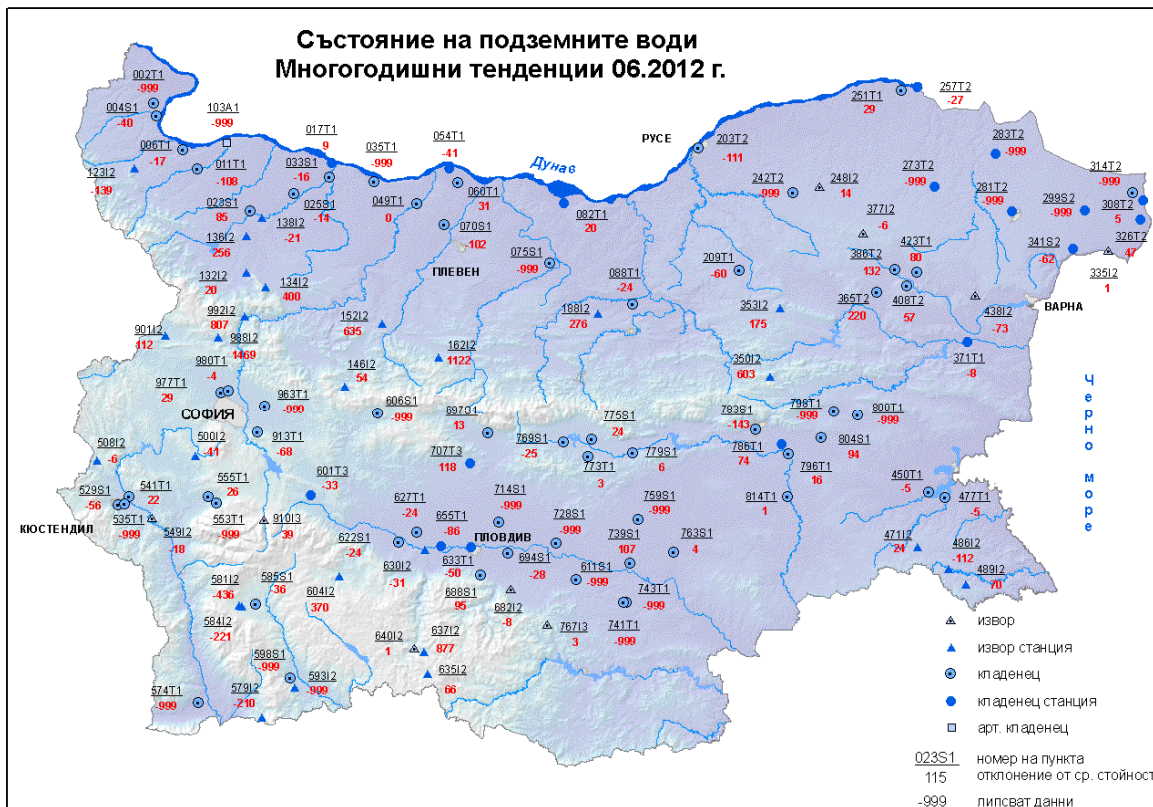 Състояние на подземните води
Многогодишни тенденции 06.2012 г.
002T1
-999
004S1
-40
103A1
-999
006T1
-17
123I2
-139
011T1
-108
017T1
9
033S1
-16
035T1
-999
054T1
-41
023S1
85
025S1
-14
138I2
-21
136I2
256
049T1
0
060T1
31
070S1
-102
ПЛЕВЕН
Дунав
082T1
20
075S1
-999
088T1
-24
РУСЕ
203T2
-111
251T1
29
257T2
-27
283T2
-999
242T2
-999
248I2
14
273T2
-999
281T2
-999
299S2
-999
314T2
-999
308T2
5
326T2
47
335I2
1
341S2
-62
377I2
-6
423T1
80
386T2
132
209T1
-60
365T2
220
408T2
57
438I2
-73
ВАРНА
371T1
-8
353I2
175
350I2
603
188I2
276
132I2
20
134I2
400
992I2
807
988I2
1469
901I2
112
152I2
635
162I2
1122
146I2
54
980T1
-4
977T1
29
СОФИЯ
963T1
-999
913T1
-68
606S1
-999
697S1
13
707T3
118
769S1
-25
775S1
24
773T1
3
779S1
6
783S1
-143
798T1
-999
800T1
-999
804S1
94
786T1
74
796T1
16
814T1
1
450T1
-5
477T1
-5
471I2
24
486I2
-112
489I2
70
Черно море
508I2
-6
500I2
-41
529S1
-56
541T1
22
535T1
-999
КЮСТЕНДИЛ
549I2
18
555T1
26
553T1
-999
910I3
39
601T3
-33
622S1
-24
627T1
-24
655T1
-86
630I2
-31
633T1
-50
ПЛОВДИВ
714S1
-999
694S1
-28
728S1
-999
611S1
-999
759S1
-999
739S1
107
763S1
4
743T1
-999
741T1
-999
688S1
95
682I2
-8
767I3
3
581I2
-436
585S1
36
584I2
-221
604I2
370
640I2
1
637I2
877
635I2
66
598S1
-999
593I2
-999
579I2
-210
574T1
-999
извор
извор станция
кладенец
кладенец станция
арт. кладенец
023S1 номер на пункта
115 отклонение от ср. стойност
-999 липсват данни